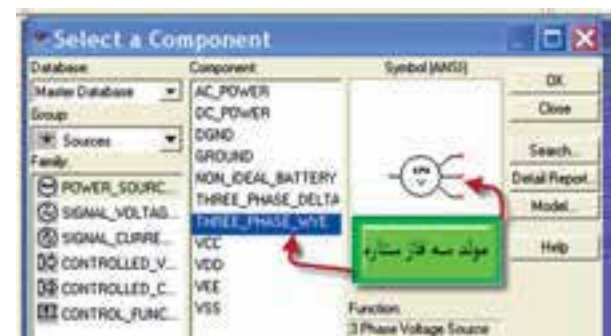 Select a Component
Database:
Master Database
Group:
Sources
Family:
POWER_SOURC...
SIGNAL_VOLTAG...
SIGNAL_CURRE...
CONTROLLED_V...
CONTROLLED_C...
CONTROL_FUNC...
Component:
AC_POWER
DC_POWER
DGND
GROUND
NON_IDEAL_BATTERY
THREE_PHASE_DELTA
THREE_PHASE_WYE
VCC
VDD
VEE
VSS
Symbol (ANSI)
مولد سه فاز ستاره
Function:
3 Phase Voltage Source
OK
Close
Search...
Detail Report...
Model...
Help